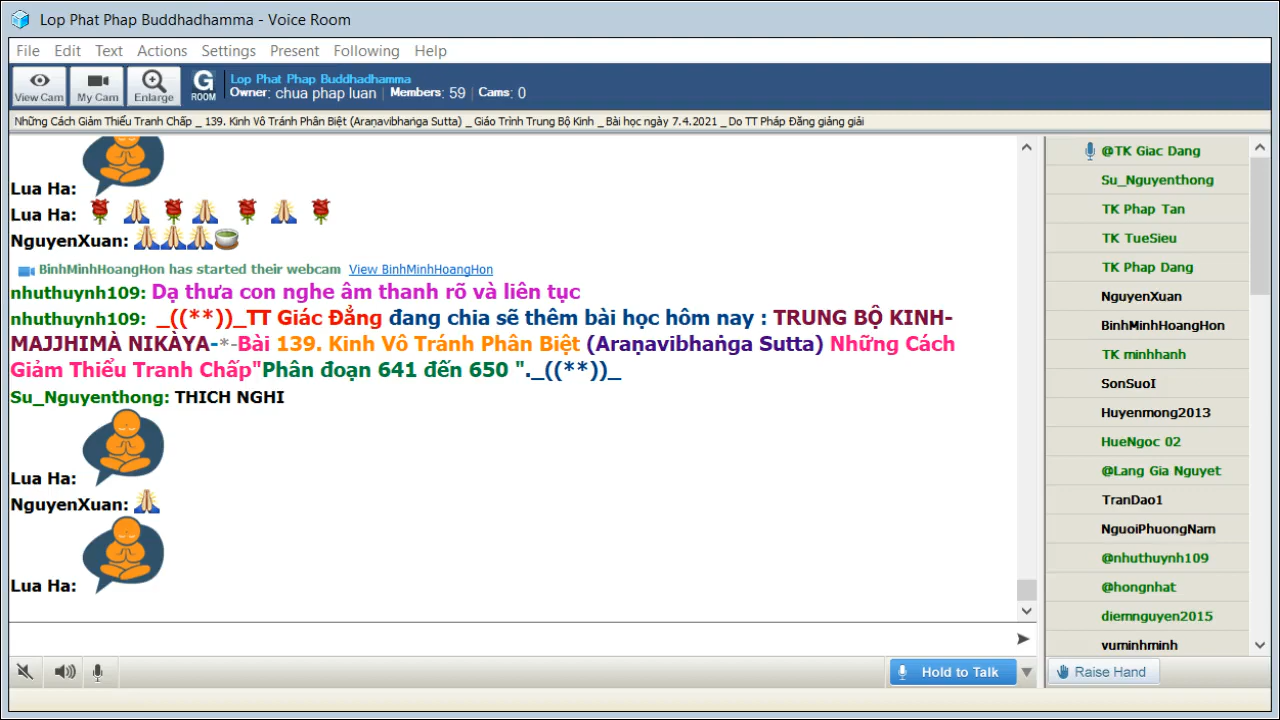 Lop Phat Phap Buddhadhamma - Voice Room
File Edit Text Actions Settings Present Following Help
View Cam My Cam Enlarge G ROOM
Lop Phat Phap Buddhadhamma
Owner: chua phap luan | Members: 59 | Cams: 0
Những Cách Giảm Thiểu Tranh Chấp _ 139. Kinh Vô Tránh Phân Biệt (Araṇavibhaṅga Sutta) _ Giáo Trình Trung Bộ Kinh _ Bài học ngày 7.4.2021 _ Do TT Pháp Đăng giảng giải
Lua Ha:
Lua Ha:
NguyenXuan:
BinhMinhHoangHon has started their webcam View BinhMinhHoangHon
nhuthuynh109: Dạ thưa con nghe âm thanh rõ và liên tục
nhuthuynh109: _((**))_TT Giác Đẳng đang chia sẽ thêm bài học hôm nay : TRUNG BỘ KINH-
MAJJHIMÀ NIKÀYA-*-Bài 139. Kinh Vô Tránh Phân Biệt (Araṇavibhaṅga Sutta) Những Cách
Giảm Thiểu Tranh Chấp"Phân đoạn 641 đến 650 "._((**))_
Su_Nguyenthong: THICH NGHI
Lua Ha:
NguyenXuan:
Lua Ha:
@TK Giac Dang
Su_Nguyenthong
TK Phap Tan
TK TueSieu
TK Phap Dang
NguyenXuan
BinhMinhHoangHon
TK minhhanh
SonSuoI
Huyenmong2013
HueNgoc 02
@Lang Gia Nguyet
TranDao1
NguoiPhuongNam
@nhuthuynh109
@hongnhat
diemnguyen2015
vuminhminh
Hold to Talk
Raise Hand